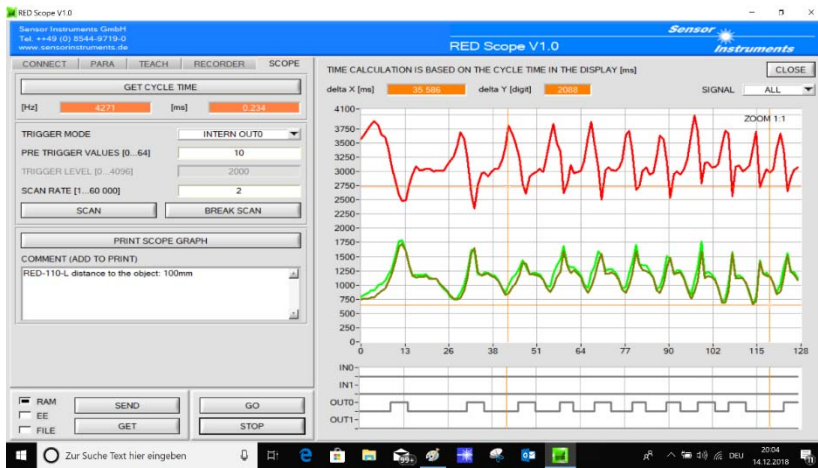 RED Scope V1.0
Sensor Instruments GmbH
Tel. ++49 (0) 8544-9719-0
www.sensorinstruments.de
RED Scope V1.0
Sensor
Instruments
CONNECT PARA TEACH RECORDER SCOPE
GET CYCLE TIME
[Hz] 4271 [ms] 0.234
TRIGGER MODE INTERN OUT0
PRE TRIGGER VALUES [0...64] 10
TRIGGER LEVEL [0...4096] 2000
SCAN RATE [1...60 000] 2
SCAN BREAK SCAN
PRINT SCOPE GRAPH
COMMENT (ADD TO PRINT)
RED-110-L distance to the object: 100mm
RAM
EE
FILE
SEND GO
GET STOP
TIME CALCULATION IS BASED ON THE CYCLE TIME IN THE DISPLAY [ms]
CLOSE
delta X [ms] 35.586 delta Y [digit] 2088 SIGNAL ALL
ZOOM 1:1
4100
3750
3500
3250
3000
2750
2500
2250
2000
1750
1500
1250
1000
750
500
250
0
0 13 26 38 51 64 77 90 102 115 128
IN0
IN1
OUT0
OUT1
Zur Suche Text hier eingeben
99+
DEU
20:04
14.12.2018
11